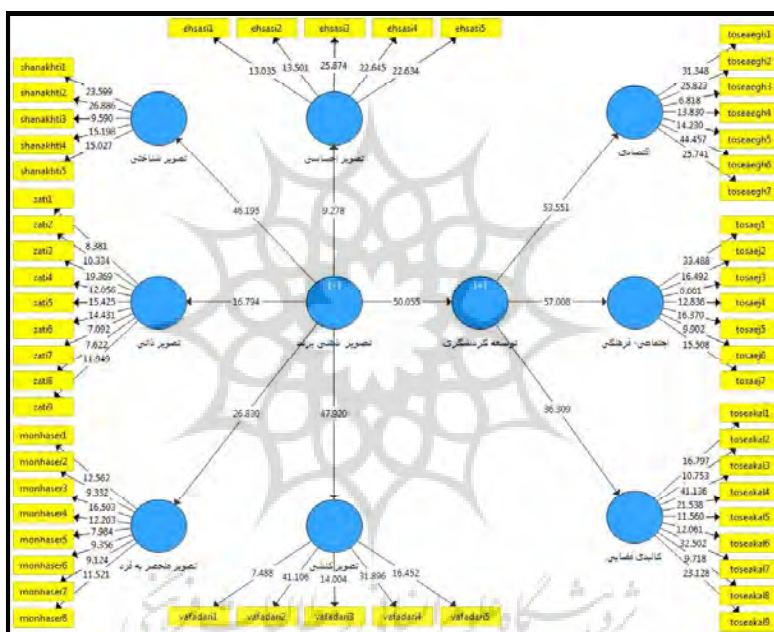 ehsasi1 ehsasi2 ehsasi3 ehsasi4 ehsasi5
13.035 13.501 25.874 22.645 22.634
تصویر احساسی
shanakhti1
shanakhti2
shanakhti3
shanakhti4
shanakhti5
23.599
26.886
9.590
15.198
15.027
تصویر شناختی
toseaegh1
toseaegh2
toseaegh3
toseaegh4
toseaegh5
toseaegh6
toseaegh7
31.348
25.823
6.818
13.830
14.230
44.457
25.741
اقتصادی
46.195
9.278
53.551
zati1
zati2
zati3
zati4
zati5
zati6
zati7
zati8
zati9
8.381
10.334
19.369
12.056
15.425
14.431
7.092
7.622
11.949
تصویر ذاتی
16.794
[+]
تصویر ذهنی برند
50.055
[+]
توسعه گردشگری
57.008
tosaej1
tosaej2
tosaej3
tosaej4
tosaej5
tosaej6
tosaej7
33.488
16.492
12.836
16.370
9.902
15.508
اجتماعی- فرهنگی
26.830
47.920
36.309
monhaser1
monhaser2
monhaser3
monhaser4
monhaser5
monhaser6
monhaser7
monhaser8
12.562
9.332
16.503
12.203
7.984
9.356
9.124
11.521
تصویر منحصر به فرد
تصویر کنشی
7.488 41.106 14.004 31.896 16.452
vafadari1 vafadari2 vafadari3 vafadari4 vafadari5
toseakal1
toseakal2
toseakal3
toseakal4
toseakal5
toseakal6
toseakal7
toseakal8
toseakal9
16.797
10.753
41.136
21.538
11.560
12.061
32.502
9.718
23.128
کالبدی فضایی